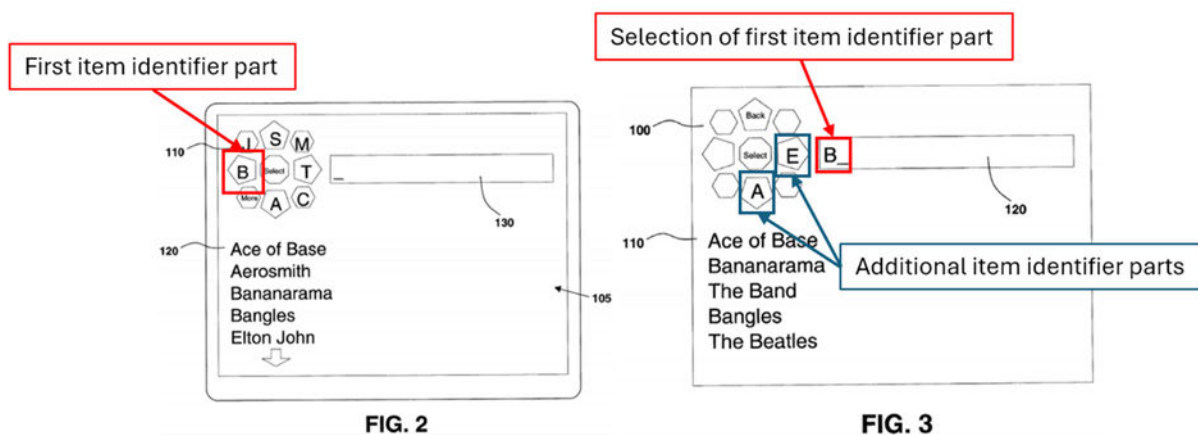 First item identifier part
Selection of first item identifier part
110
J S M
B Select T
More A C
_
130
120
Ace of Base
Aerosmith
Bananarama
Bangles
Elton John
105
FIG. 2
100
Back
Select E B_
A
120
110
Ace of Base
Bananarama
The Band
Bangles
The Beatles
Additional item identifier parts
FIG. 3